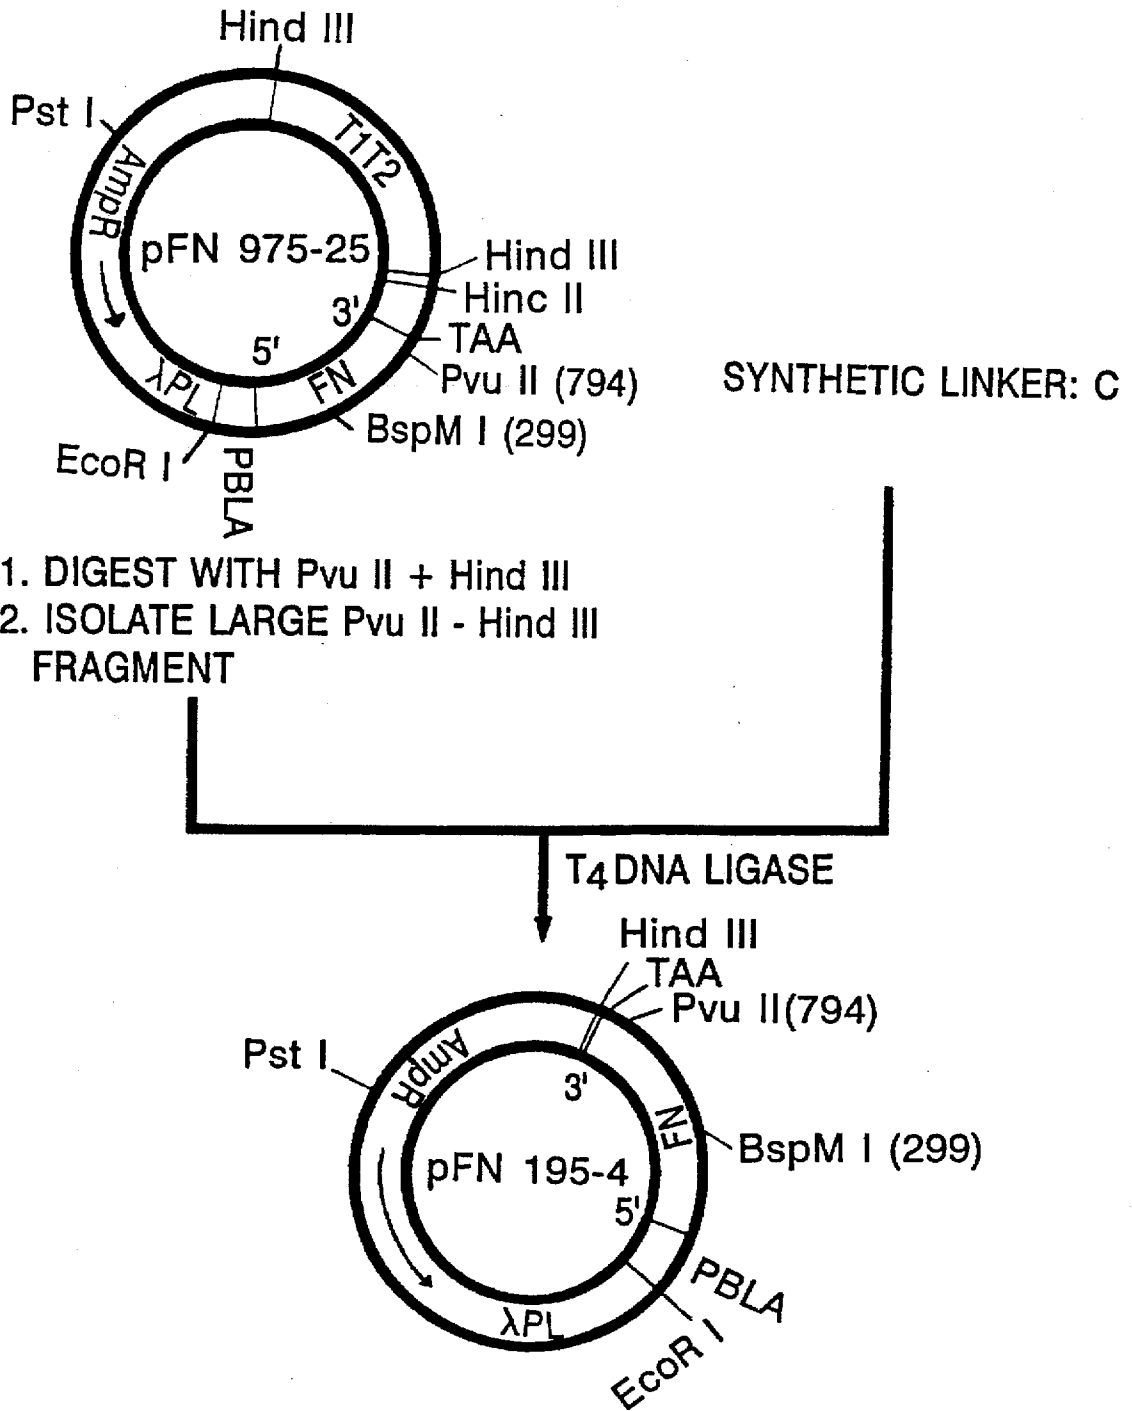 Hind III
Pst I
T1T2
AmpR
pFN 975-25
Hind III
Hinc II
3'
TAA
5'
Pvu II (794)
λPL
FN
BspM I (299)
EcoR I
PBLA
SYNTHETIC LINKER: C
1. DIGEST WITH Pvu II + Hind III
2. ISOLATE LARGE Pvu II - Hind III
FRAGMENT
T4 DNA LIGASE
Hind III
TAA
Pvu II(794)
Pst I
AmpR
3'
FN
BspM I (299)
pFN 195-4
5'
PBLA
λPL
EcoR I